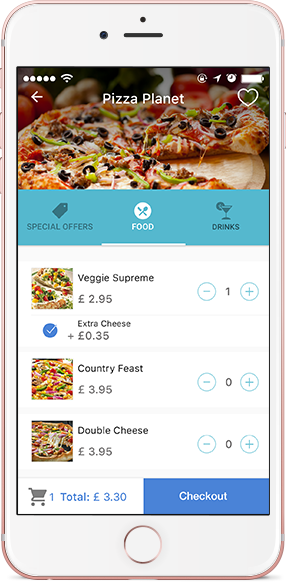 Pizza Planet
SPECIAL OFFERS
FOOD
DRINKS
Veggie Supreme
£ 2.95
1
Extra Cheese
+ £0.35
Country Feast
£ 3.95
0
Double Cheese
£ 3.95
0
1 Total: £ 3.30
Checkout